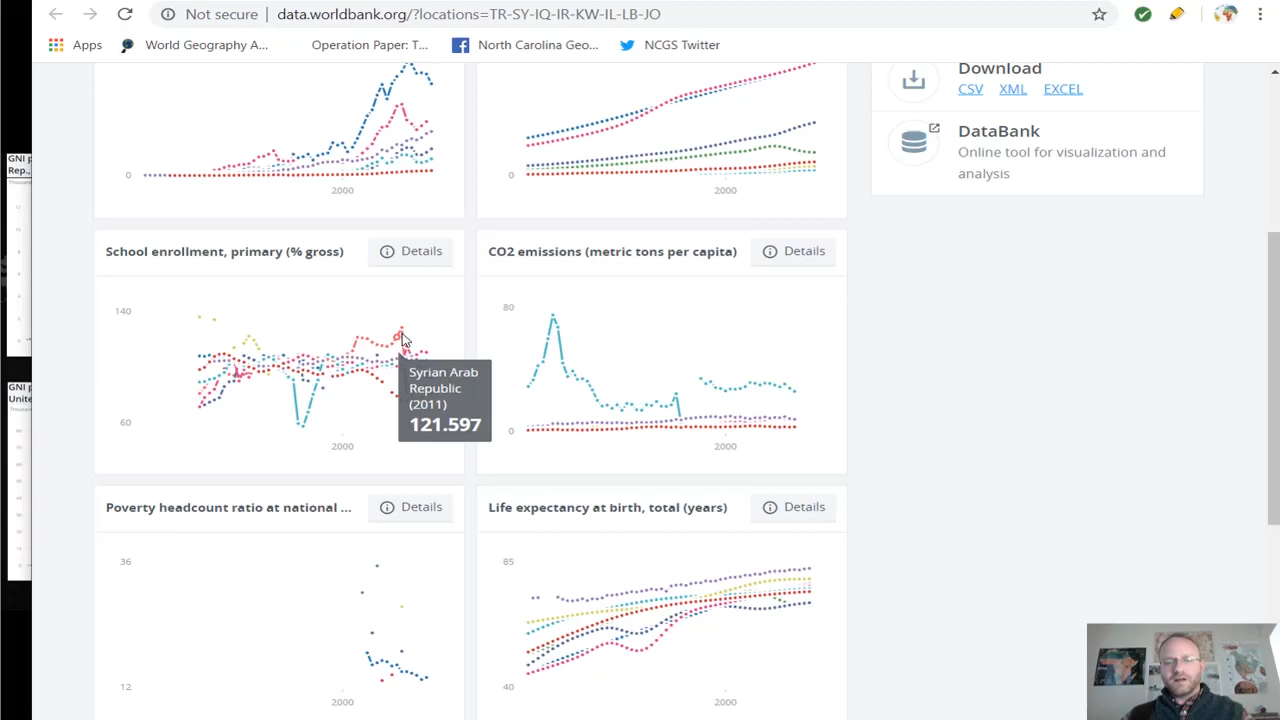 Not secure | data.worldbank.org/?locations=TR-SY-IQ-IR-KW-IL-LB-JO
Apps World Geography A... Operation Paper: T... North Carolina Geo... NCGS Twitter
0
2000
0
2000
Download
CSV XML EXCEL
DataBank
Online tool for visualization and
analysis
GNI p
Rep.,
School enrollment, primary (% gross) Details
140
60
2000
Syrian Arab
Republic
(2011)
121.597
CO2 emissions (metric tons per capita) Details
80
0
2000
GNI p
Unite
Poverty headcount ratio at national ... Details
36
12
2000
Life expectancy at birth, total (years) Details
85
40
2000